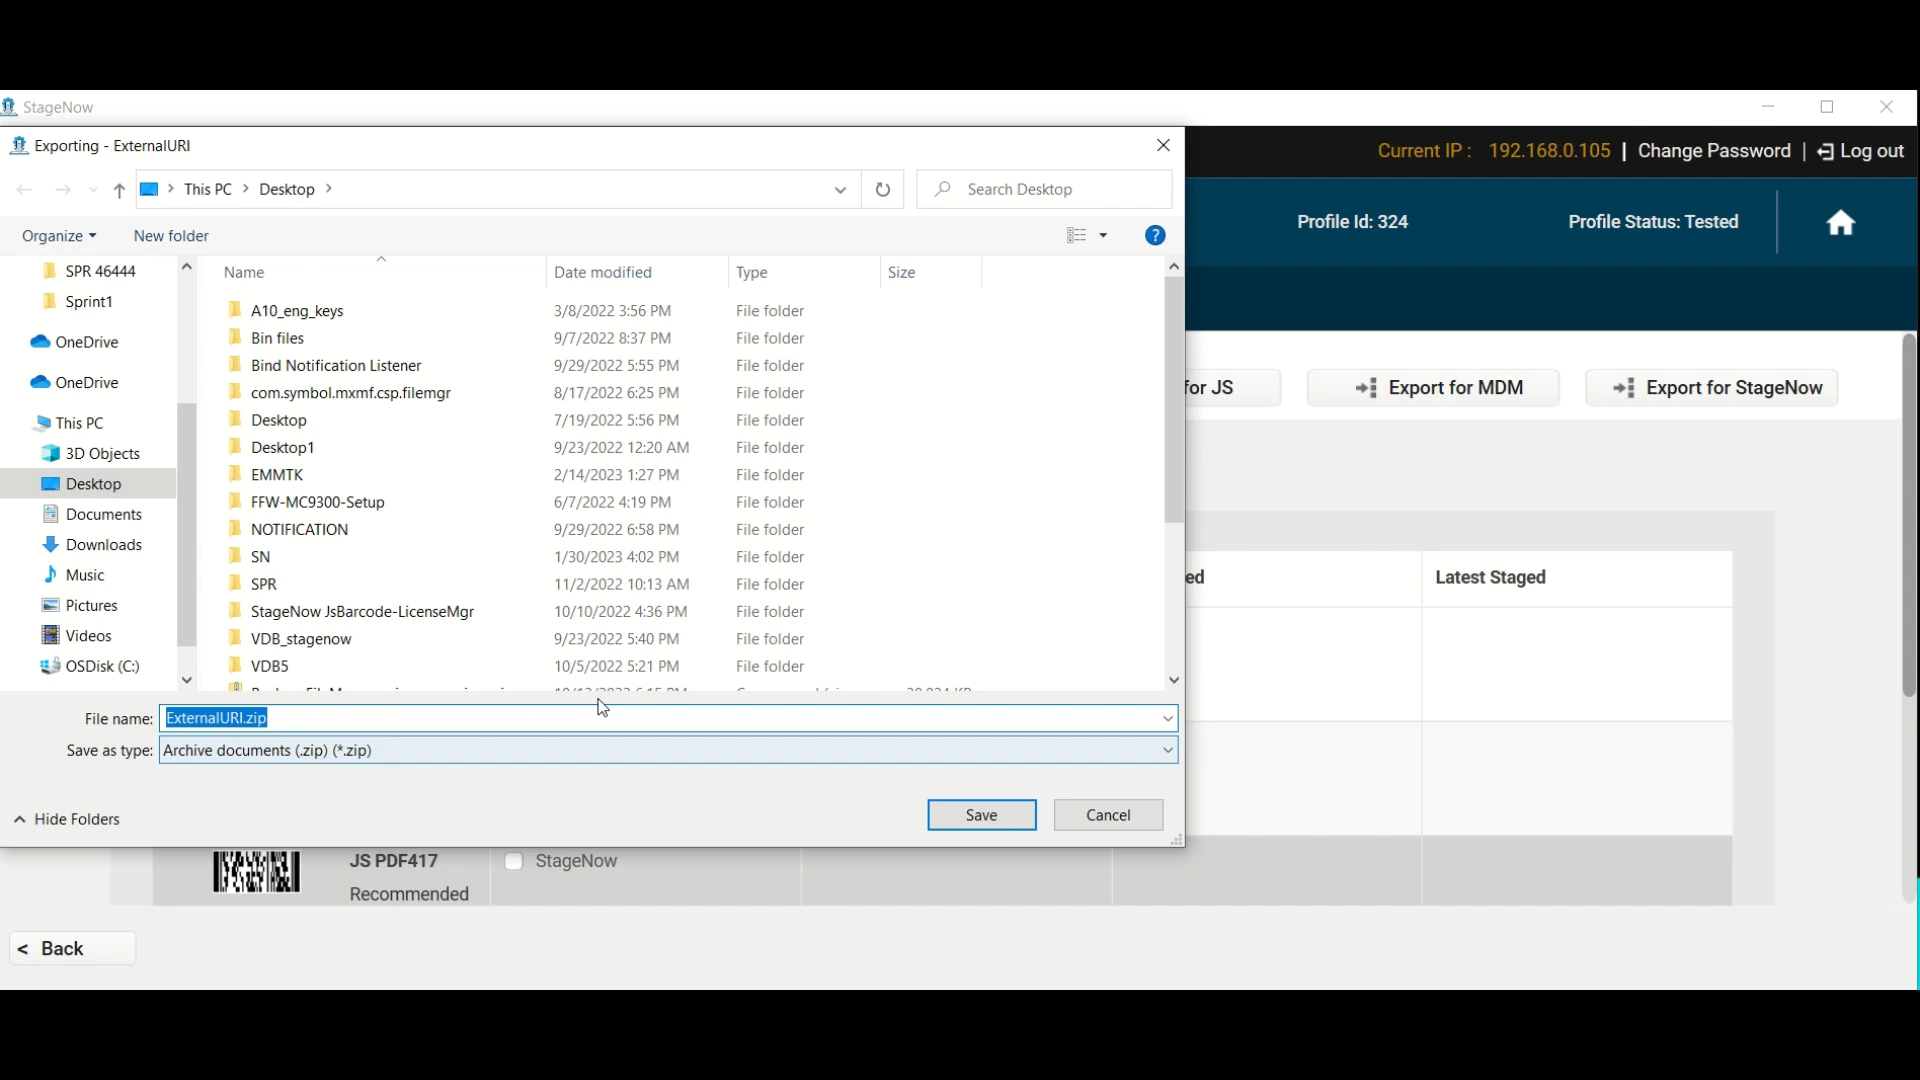 StageNow
Exporting - ExternalURI
Current IP : 192.168.0.105 | Change Password | Log out
This PC > Desktop >
Search Desktop
Profile Id: 324
Profile Status: Tested
Organize
New folder
?
SPR 46444
Sprint1
OneDrive
OneDrive
This PC
3D Objects
Desktop
Documents
Downloads
Music
Pictures
Videos
OSDisk (C:)
Name Date modified Type Size
A10_eng_keys 3/8/2022 3:56 PM File folder
Bin files 9/7/2022 8:37 PM File folder
Bind Notification Listener 9/29/2022 5:55 PM File folder
com.symbol.mxmf.csp.filemgr 8/17/2022 6:25 PM File folder
Desktop 7/19/2022 5:56 PM File folder
Desktop1 9/23/2022 12:20 AM File folder
EMMTK 2/14/2023 1:27 PM File folder
FFW-MC9300-Setup 6/7/2022 4:19 PM File folder
NOTIFICATION 9/29/2022 6:58 PM File folder
SN 1/30/2023 4:02 PM File folder
SPR 11/2/2022 10:13 AM File folder
StageNow JsBarcode-LicenseMgr 10/10/2022 4:36 PM File folder
VDB_stagenow 9/23/2022 5:40 PM File folder
VDB5 10/5/2022 5:21 PM File folder
for JS
Export for MDM
Export for StageNow
ed
Latest Staged
File name: ExternalURI.zip
Save as type: Archive documents (.zip) (*.zip)
Hide Folders
Save
Cancel
JS PDF417
Recommended
StageNow
< Back